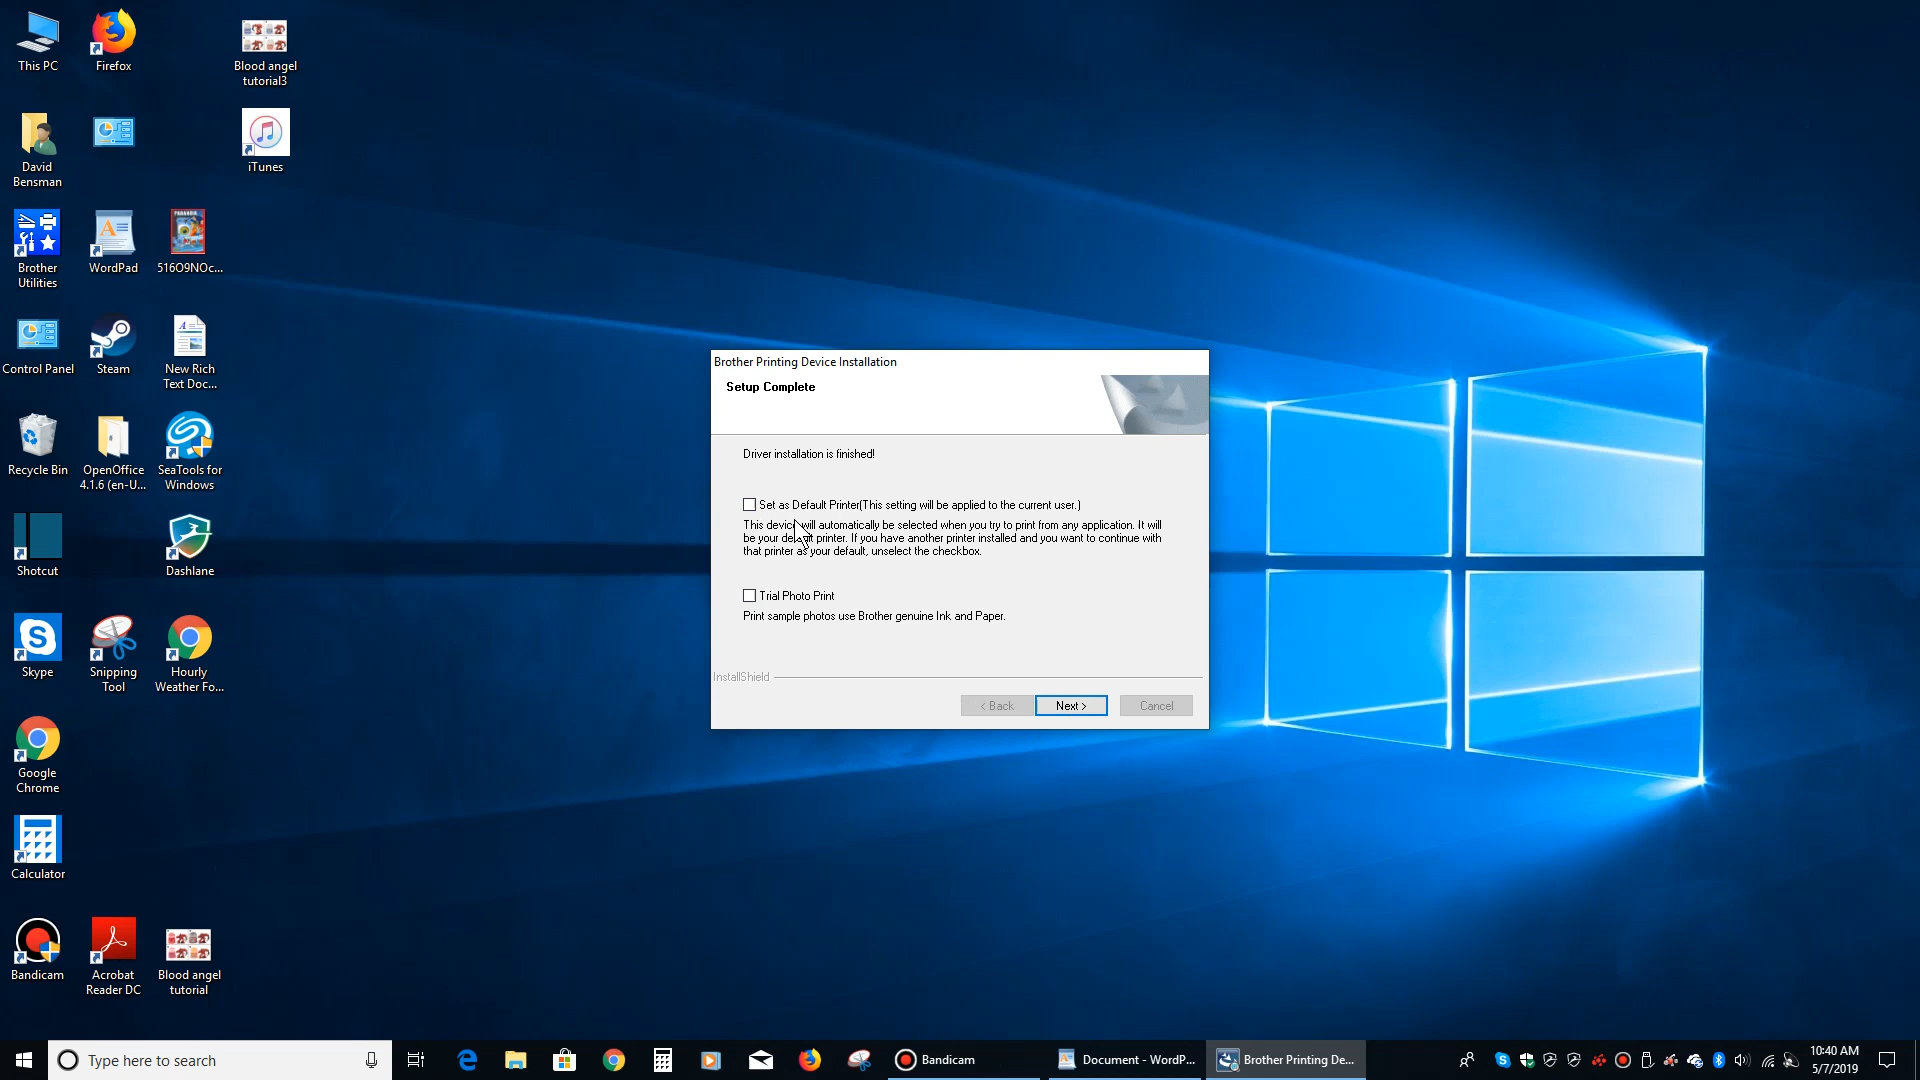 This PC
Firefox
Blood angel
tutorial3
David
Bensman
iTunes
Brother
Utilities
WordPad
516O9NOc...
Control Panel
Steam
New Rich
Text Doc...
Recycle Bin
OpenOffice
4.1.6 (en-U...
SeaTools for
Windows
Shotcut
Dashlane
Skype
Snipping
Tool
Hourly
Weather Fo...
Google
Chrome
Calculator
Bandicam
Acrobat
Reader DC
Blood angel
tutorial
Brother Printing Device Installation
Setup Complete
Driver installation is finished!
Set as Default Printer(This setting will be applied to the current user.)
This device will automatically be selected when you try to print from any application. It will
be your default printer. If you have another printer installed and you want to continue with
that printer as your default, unselect the checkbox.
Trial Photo Print
Print sample photos use Brother genuine Ink and Paper.
InstallShield
< Back
Next >
Cancel
Type here to search
Bandicam
Document - WordP...
Brother Printing De...
10:40 AM
5/7/2019